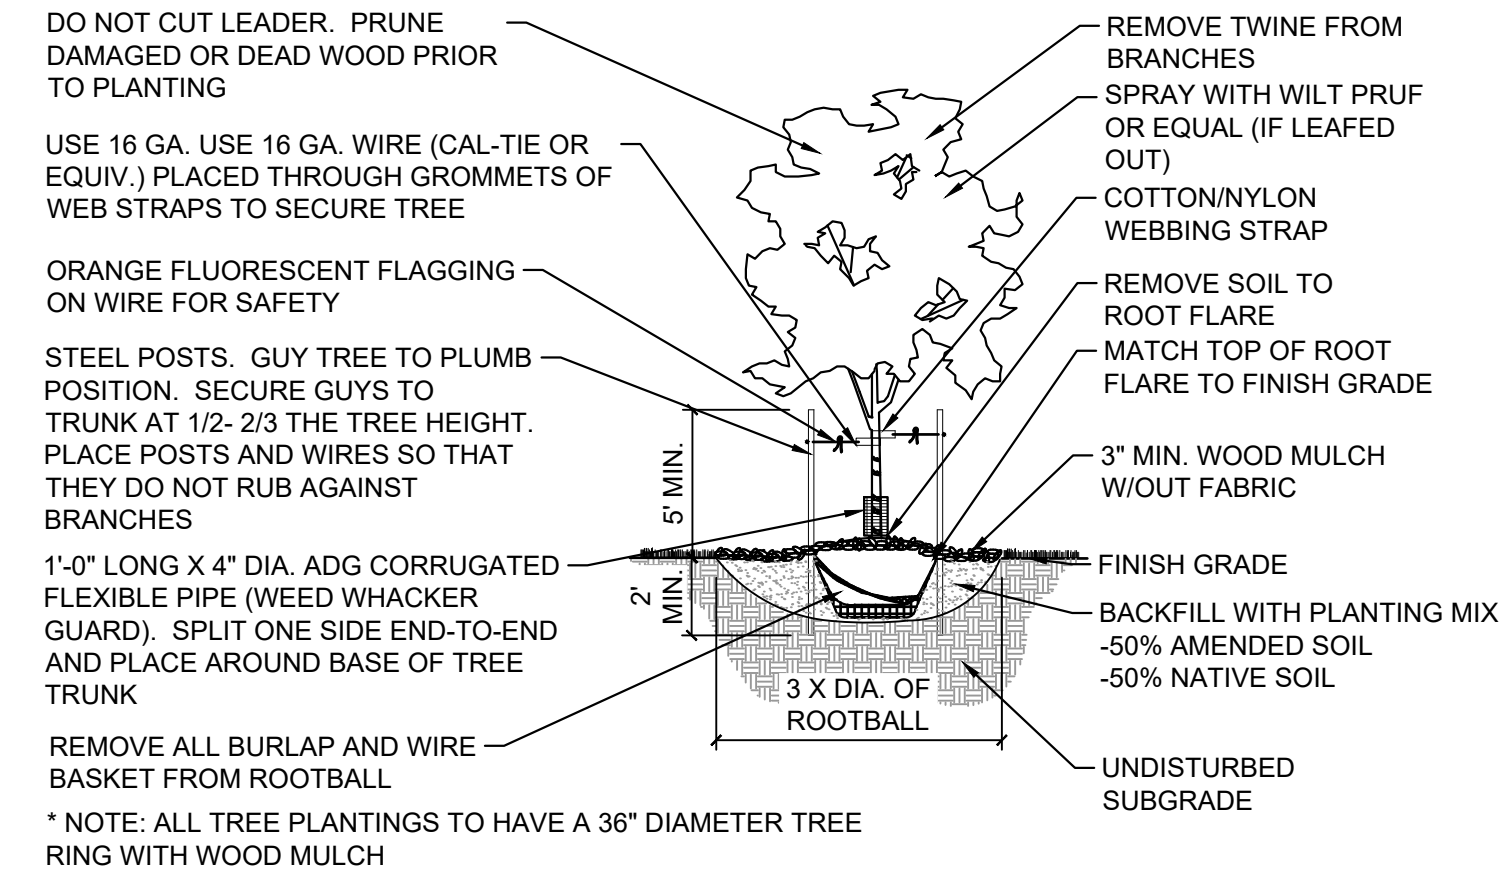 DO NOT CUT LEADER. PRUNE
DAMAGED OR DEAD WOOD PRIOR
TO PLANTING
USE 16 GA. USE 16 GA. WIRE (CAL-TIE OR
EQUIV.) PLACED THROUGH GROMMETS OF
WEB STRAPS TO SECURE TREE
ORANGE FLUORESCENT FLAGGING
ON WIRE FOR SAFETY
STEEL POSTS. GUY TREE TO PLUMB
POSITION. SECURE GUYS TO
TRUNK AT 1/2- 2/3 THE TREE HEIGHT.
PLACE POSTS AND WIRES SO THAT
THEY DO NOT RUB AGAINST
BRANCHES
1'-0" LONG X 4" DIA. ADG CORRUGATED
FLEXIBLE PIPE (WEED WHACKER
GUARD). SPLIT ONE SIDE END-TO-END
AND PLACE AROUND BASE OF TREE
TRUNK
REMOVE ALL BURLAP AND WIRE
BASKET FROM ROOTBALL
* NOTE: ALL TREE PLANTINGS TO HAVE A 36" DIAMETER TREE
RING WITH WOOD MULCH
5' MIN.
2'
MIN.
3 X DIA. OF
ROOTBALL
REMOVE TWINE FROM
BRANCHES
SPRAY WITH WILT PRUF
OR EQUAL (IF LEAFED
OUT)
COTTON/NYLON
WEBBING STRAP
REMOVE SOIL TO
ROOT FLARE
MATCH TOP OF ROOT
FLARE TO FINISH GRADE
3" MIN. WOOD MULCH
W/OUT FABRIC
FINISH GRADE
BACKFILL WITH PLANTING MIX
-50% AMENDED SOIL
-50% NATIVE SOIL
UNDISTURBED
SUBGRADE